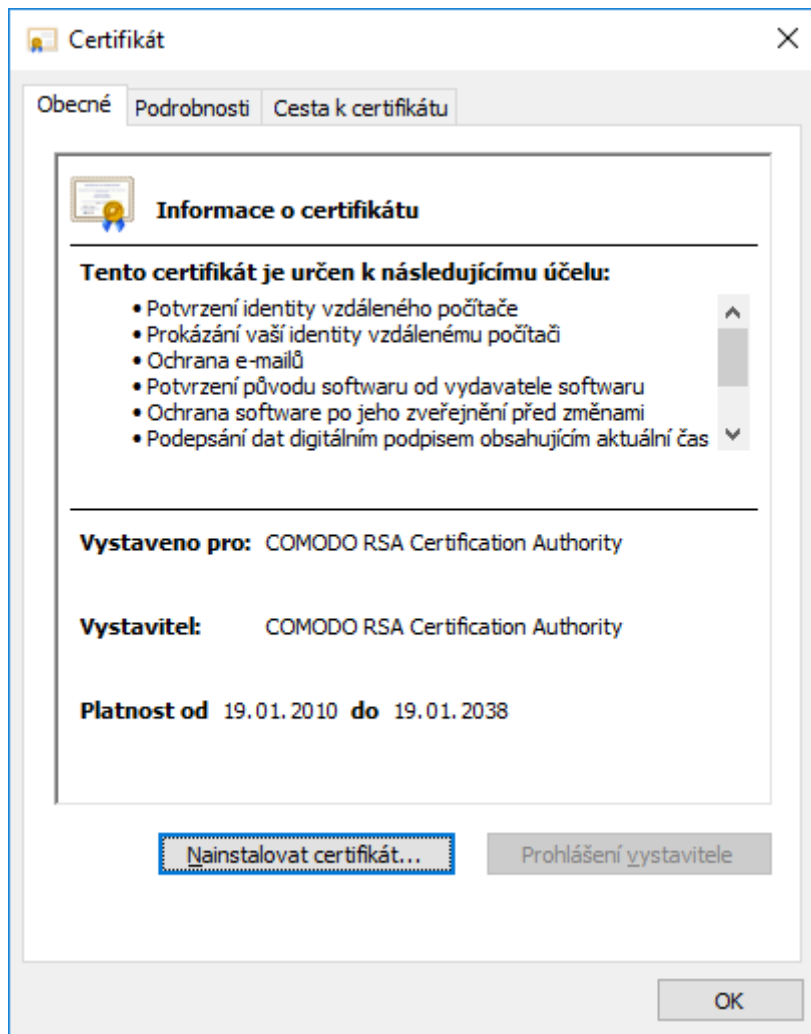 Certifikát
Obecné Podrobnosti Cesta k certifikátu
Informace o certifikátu
Tento certifikát je určen k následujícímu účelu:
• Potvrzení identity vzdáleného počítače
• Prokázání vaší identity vzdálenému počítači
• Ochrana e-mailů
• Potvrzení původu softwaru od vydavatele softwaru
• Ochrana software po jeho zveřejnění před změnami
• Podepsání dat digitálním podpisem obsahujícím aktuální čas
Vystaveno pro: COMODO RSA Certification Authority
Vystavitel: COMODO RSA Certification Authority
Platnost od 19.01.2010 do 19.01.2038
Nainstalovat certifikát... Prohlášení vystavitele
OK